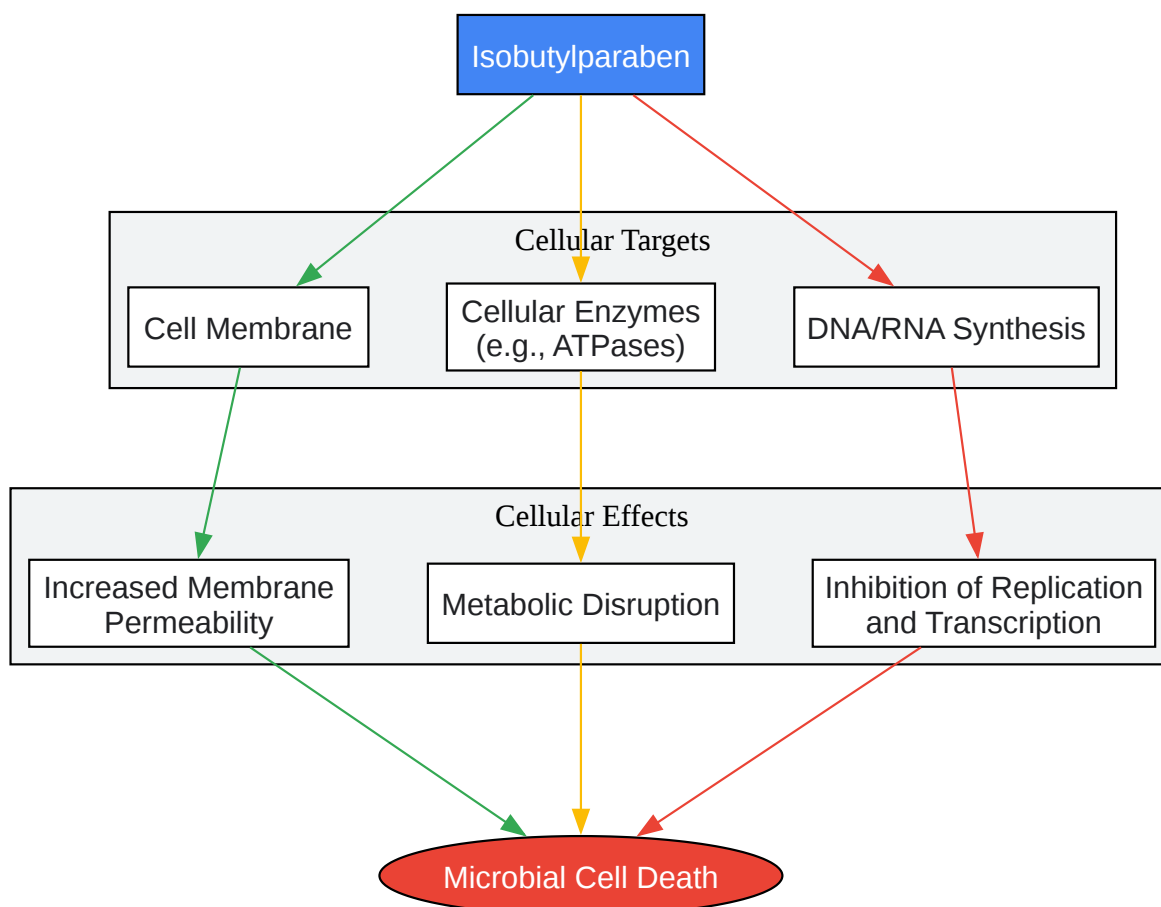 Isobutylparaben
Cellular Targets
Cell Membrane
Cellular Enzymes
(e.g., ATPases)
DNA/RNA Synthesis
Cellular Effects
Increased Membrane
Permeability
Metabolic Disruption
Inhibition of Replication
and Transcription
Microbial Cell Death